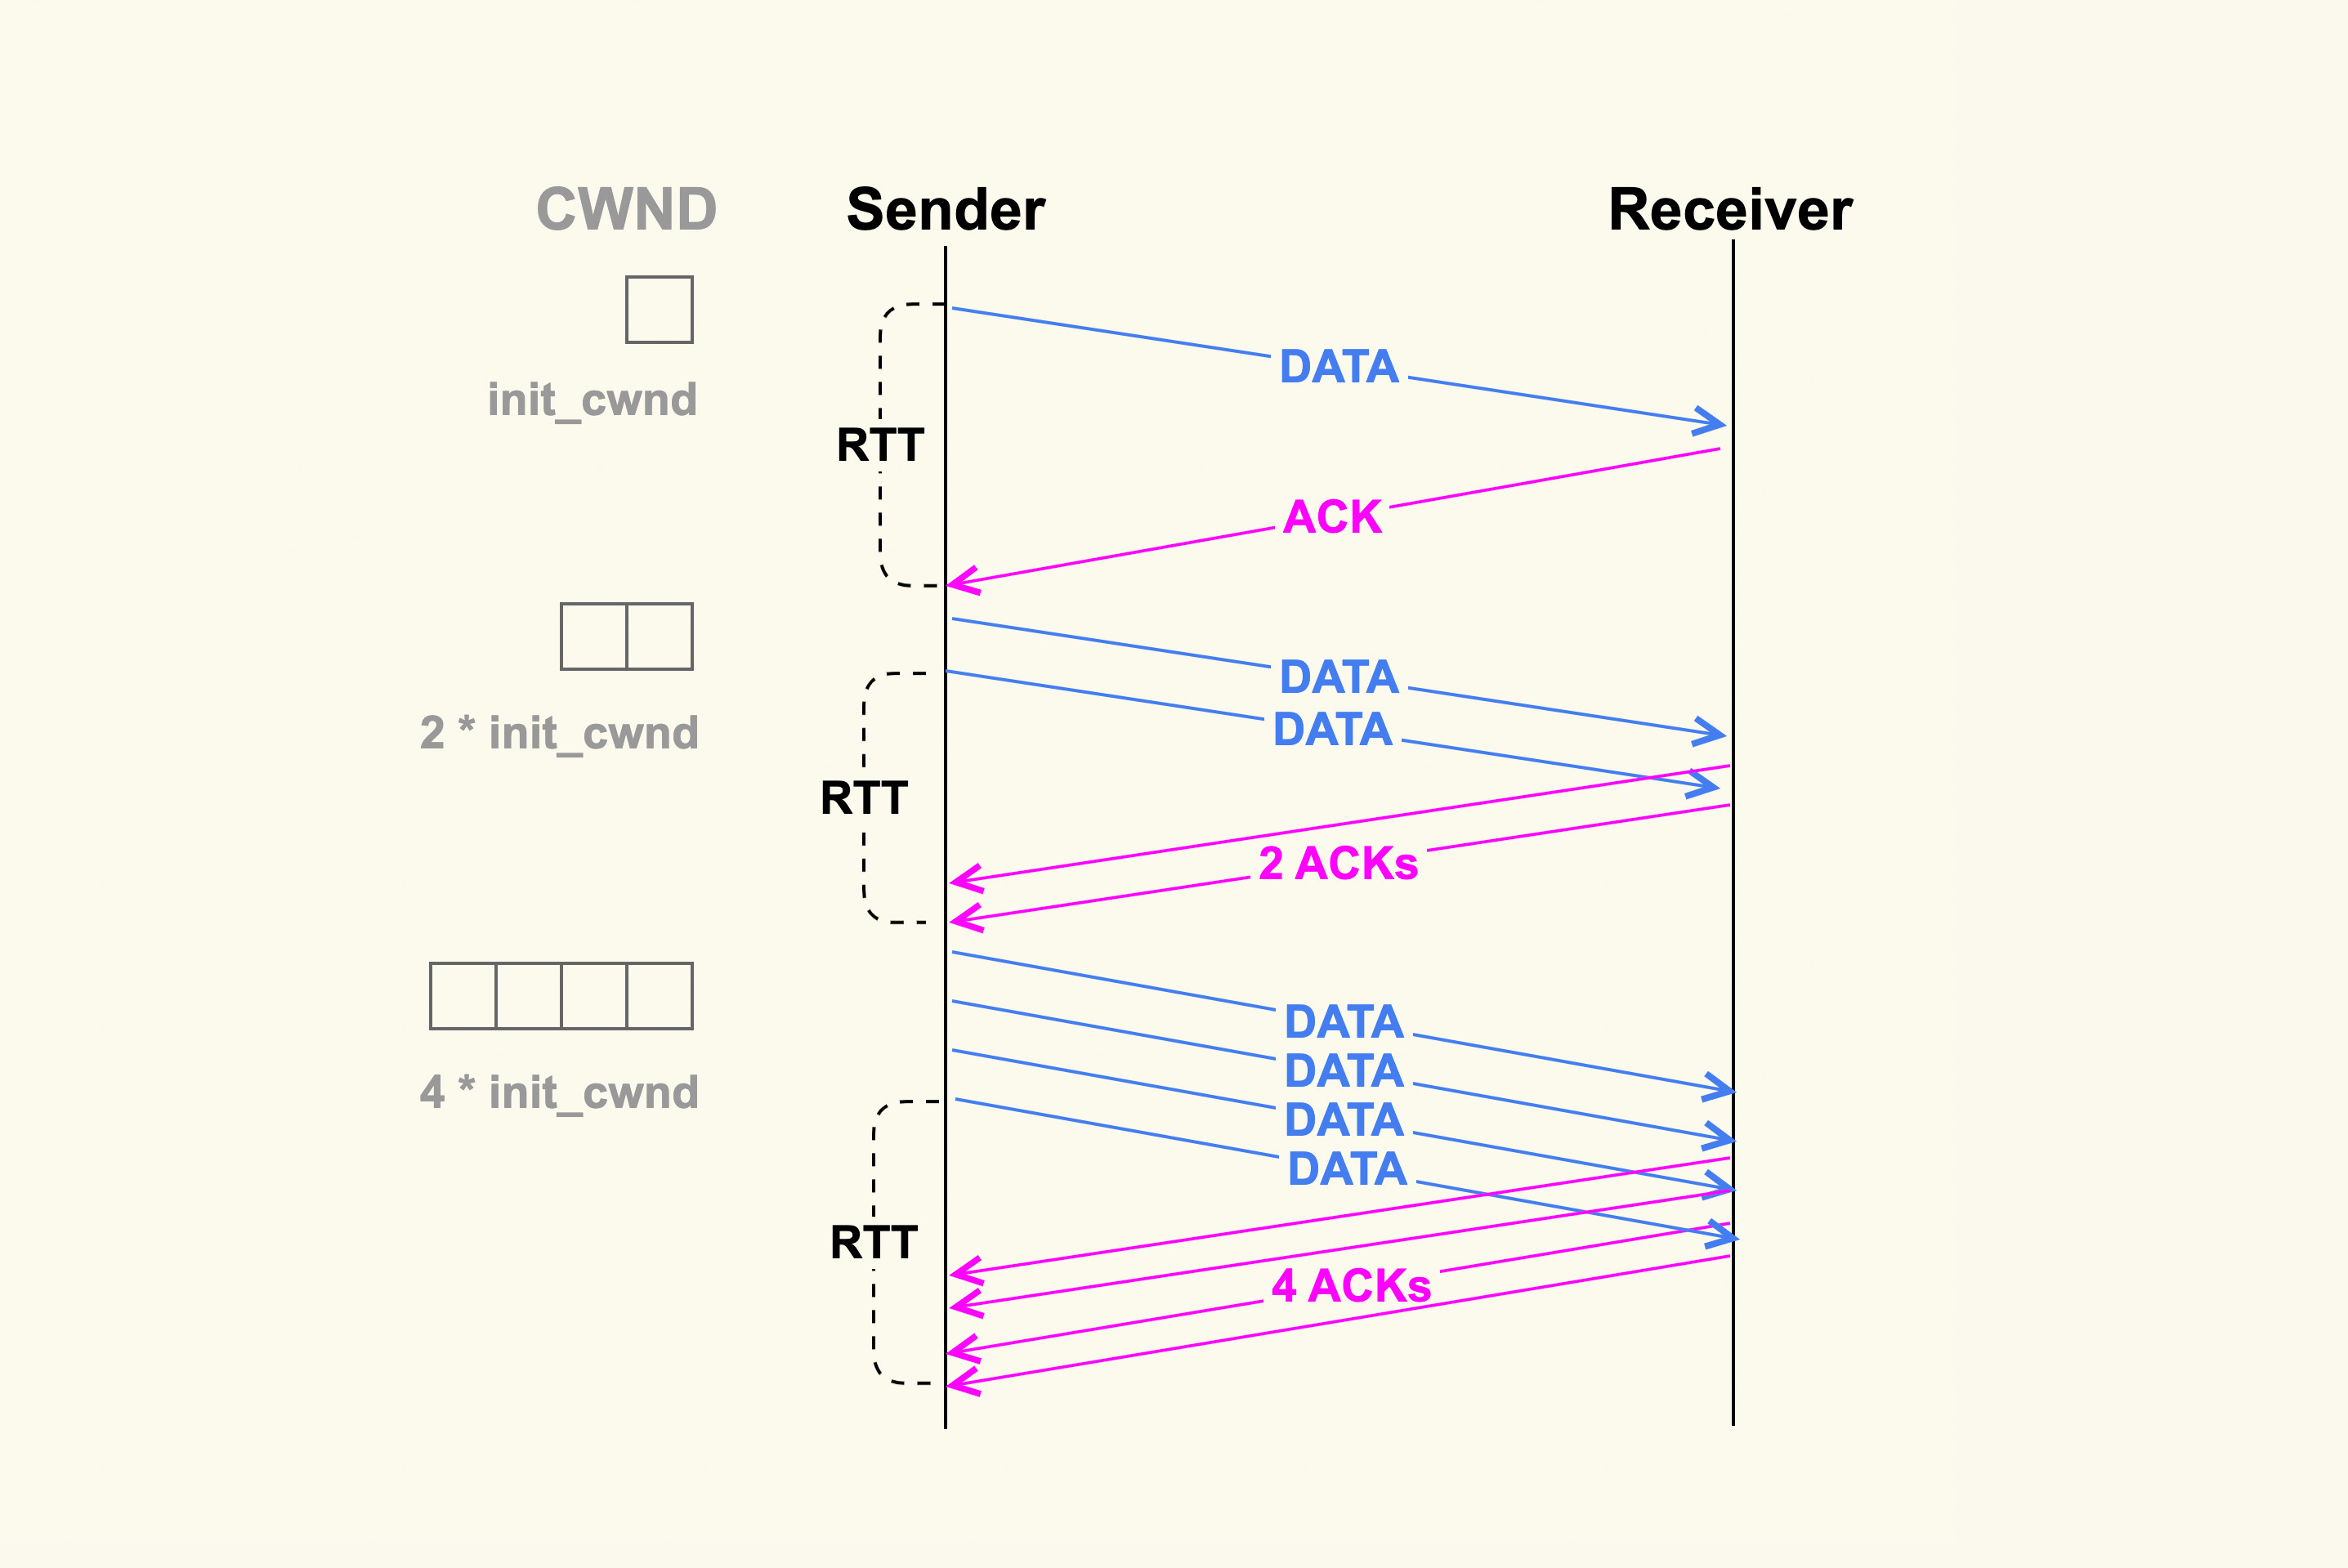 CWND
Sender
Receiver
init_cwnd
DATA
RTT
ACK
2 * init_cwnd
DATA
DATA
RTT
2 ACKs
4 * init_cwnd
DATA
DATA
DATA
DATA
RTT
4 ACKs